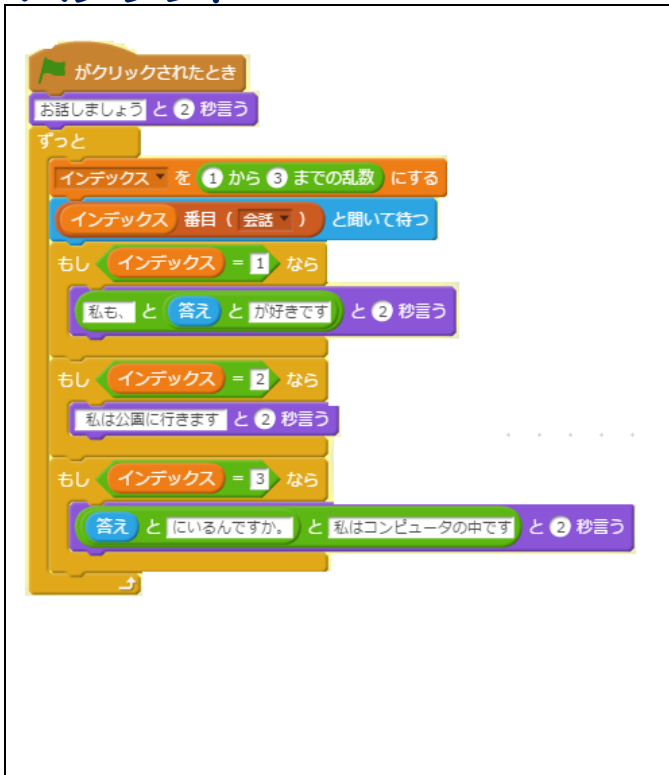 がクリックされたとき
お話しましょう と 2 秒言う
ずっと
インデックス を 1 から 3 までの乱数 にする
インデックス 番目 ( 会話 ) と聞いて待つ
もし インデックス = 1 なら
私も、 と 答え と が好きです と 2 秒言う
もし インデックス = 2 なら
私は公園に行きます と 2 秒言う
もし インデックス = 3 なら
答え と にいるんですか。 と 私はコンピュータの中です と 2 秒言う